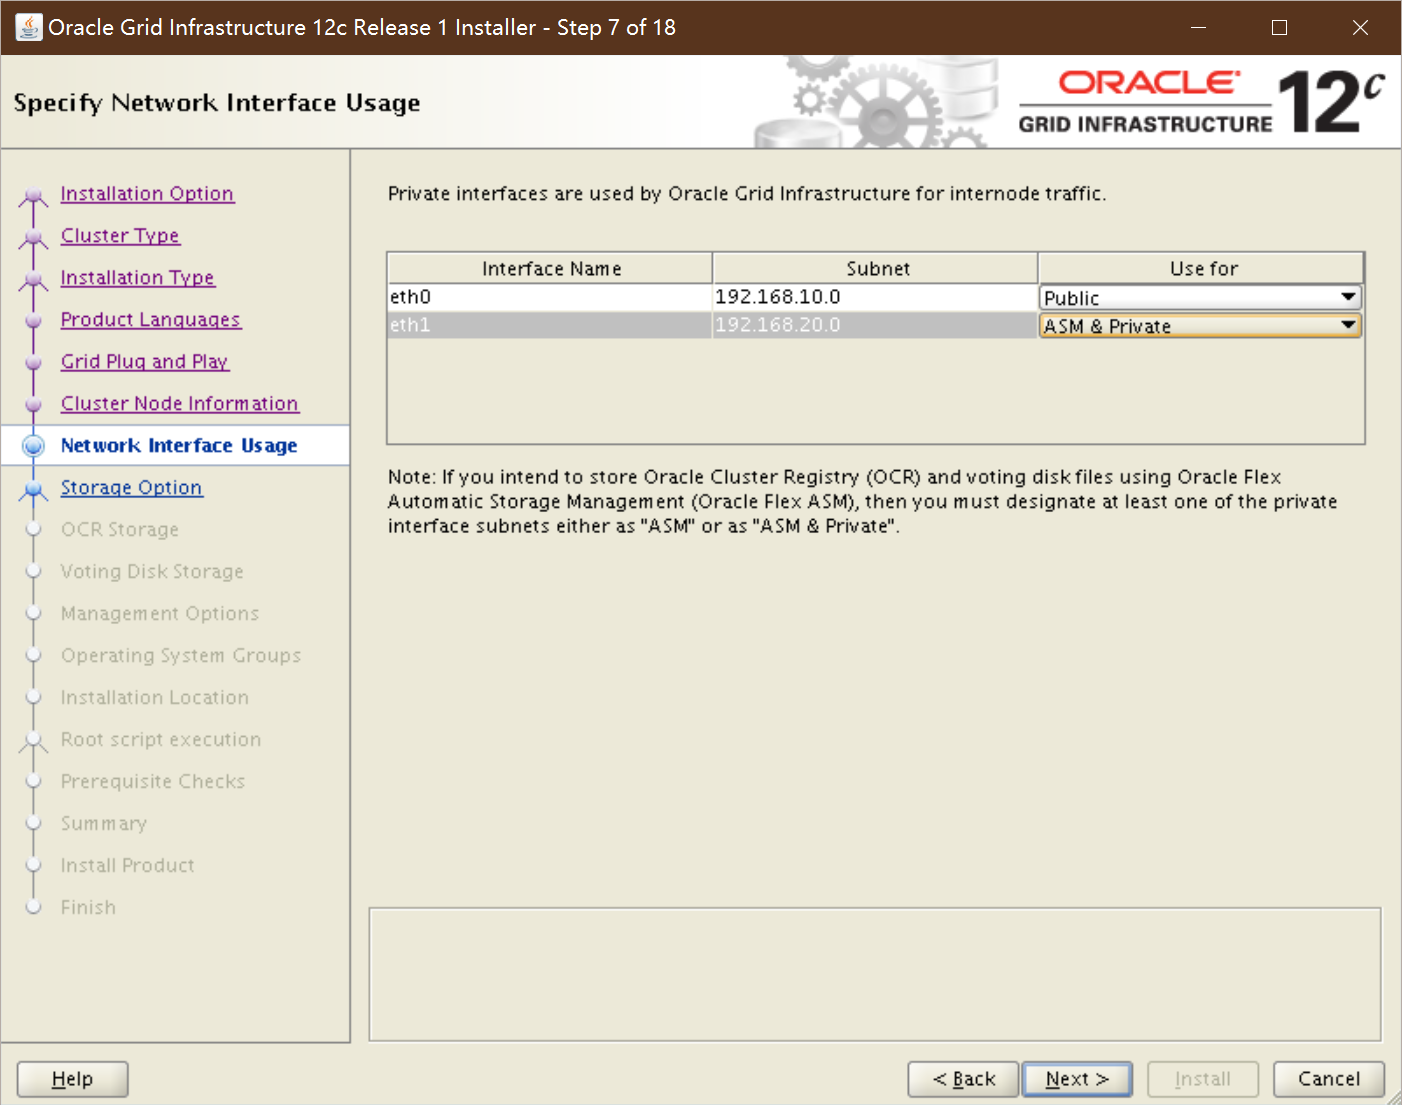 Oracle Grid Infrastructure 12c Release 1 Installer - Step 7 of 18
Specify Network Interface Usage
ORACLE
GRID INFRASTRUCTURE
12c
Installation Option
Cluster Type
Installation Type
Product Languages
Grid Plug and Play
Cluster Node Information
Network Interface Usage
Storage Option
OCR Storage
Voting Disk Storage
Management Options
Operating System Groups
Installation Location
Root script execution
Prerequisite Checks
Summary
Install Product
Finish
Private interfaces are used by Oracle Grid Infrastructure for internode traffic.
Interface Name Subnet Use for
eth0 192.168.10.0 Public
eth1 192.168.20.0 ASM & Private
Note: If you intend to store Oracle Cluster Registry (OCR) and voting disk files using Oracle Flex
Automatic Storage Management (Oracle Flex ASM), then you must designate at least one of the private
interface subnets either as "ASM" or as "ASM & Private".
Help < Back Next > Install Cancel